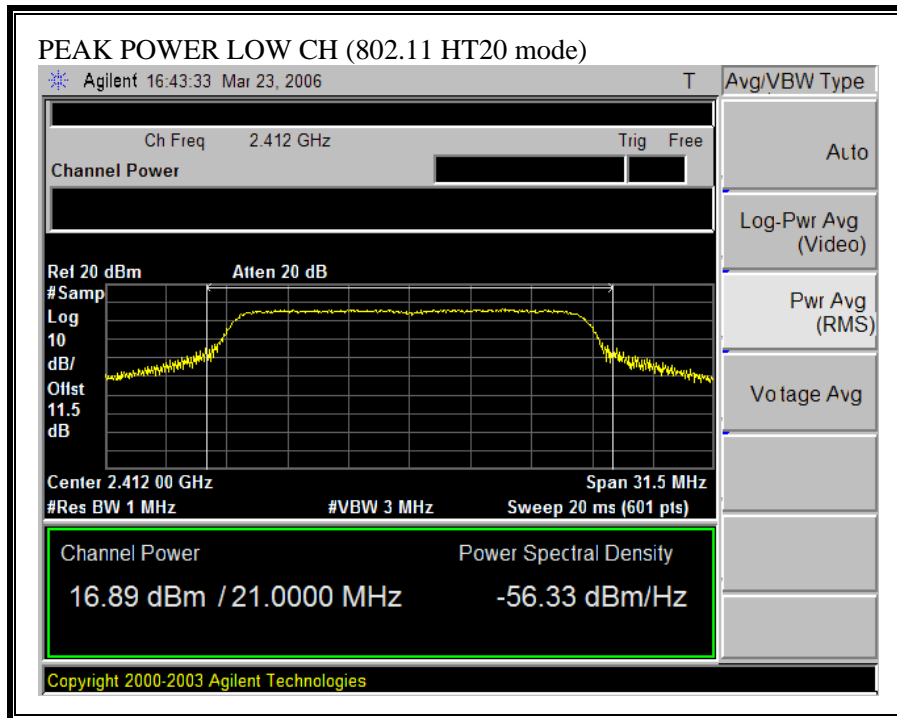 PEAK POWER LOW CH (802.11 HT20 mode)
Agilent 16:43:33 Mar 23, 2006 T
Avg/VBW Type
Ch Freq 2.412 GHz Trig Free
Channel Power
Auto
Log-Pwr Avg
(Video)
Pwr Avg
(RMS)
Voltage Avg
Ref 20 dBm Atten 20 dB
#Samp
Log
10
dB/
Offst
11.5
dB
Center 2.412 00 GHz Span 31.5 MHz
#Res BW 1 MHz #VBW 3 MHz Sweep 20 ms (601 pts)
Channel Power Power Spectral Density
16.89 dBm / 21.0000 MHz -56.33 dBm/Hz
Copyright 2000-2003 Agilent Technologies